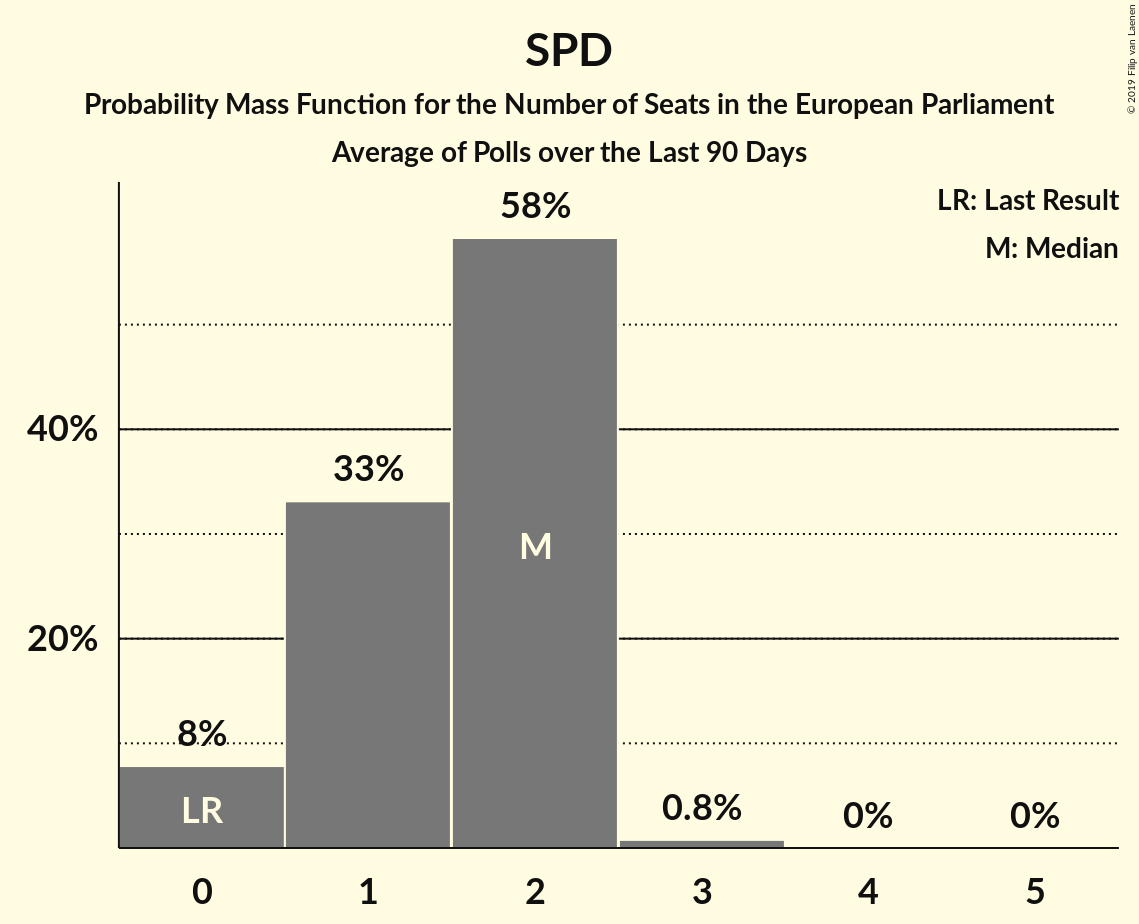 SPD
Probability Mass Function for the Number of Seats in the European Parliament
Average of Polls over the Last 90 Days
LR: Last Result
M: Median
58%
40%
33%
M
20%
8%
LR
0.8%
0%
0%
0 1 2 3 4 5
© 2019 Filip van Laenen